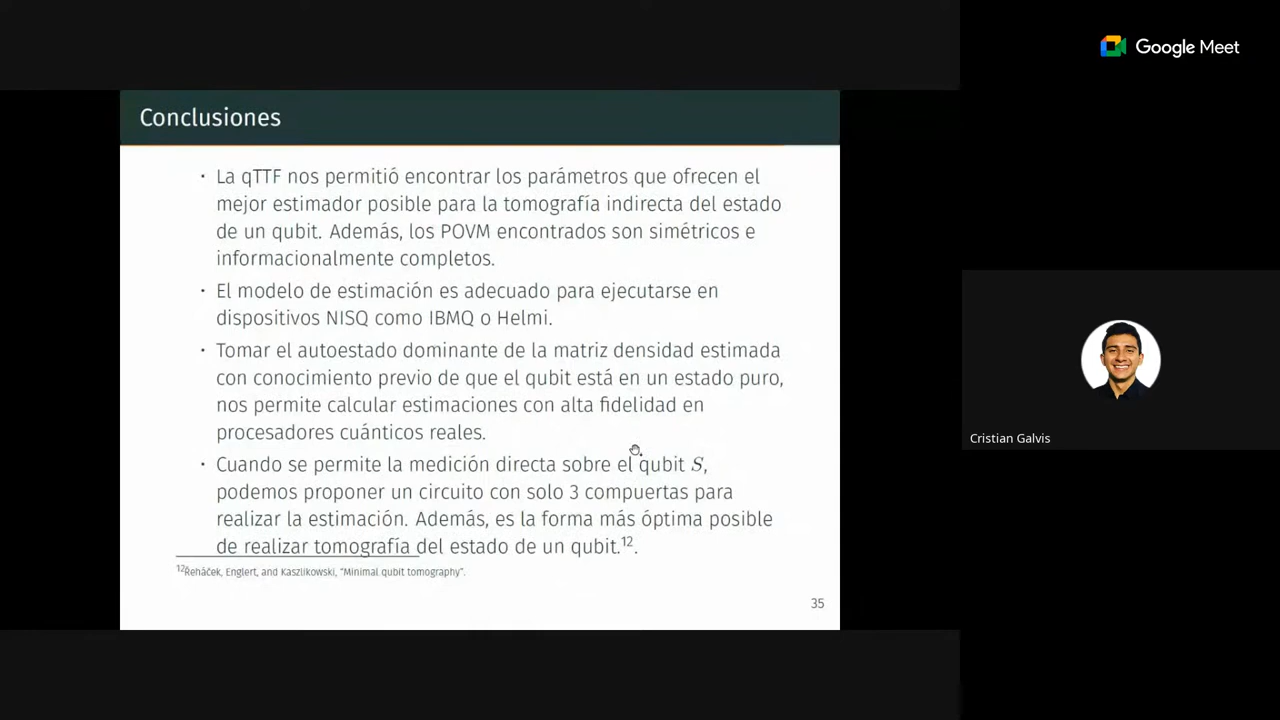 Google Meet
Conclusiones
· La qTTF nos permitió encontrar los parámetros que ofrecen el
mejor estimador posible para la tomografía indirecta del estado
de un qubit. Además, los POVM encontrados son simétricos e
informacionalmente completos.
· El modelo de estimación es adecuado para ejecutarse en
dispositivos NISQ como IBMQ o Helmi.
· Tomar el autoestado dominante de la matriz densidad estimada
con conocimiento previo de que el qubit está en un estado puro,
nos permite calcular estimaciones con alta fidelidad en
procesadores cuánticos reales.
· Cuando se permite la medición directa sobre el qubit S,
podemos proponer un circuito con solo 3 compuertas para
realizar la estimación. Además, es la forma más óptima posible
de realizar tomografía del estado de un qubit.12.
12Řeháček, Englert, and Kaszlikowski, “Minimal qubit tomography”.
35
Cristian Galvis